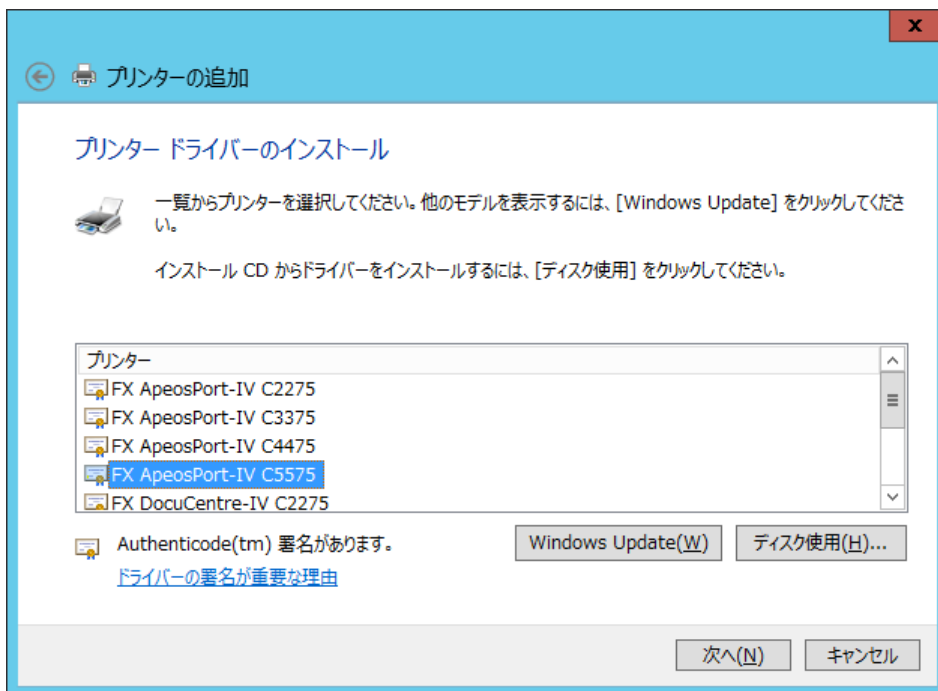 プリンターの追加
プリンター ドライバーのインストール
一覧からプリンターを選択してください。他のモデルを表示するには、[Windows Update] をクリックしてくださ
い。
インストール CD からドライバーをインストールするには、[ディスク使用] をクリックしてください。
プリンター
FX ApeosPort-IV C2275
FX ApeosPort-IV C3375
FX ApeosPort-IV C4475
FX ApeosPort-IV C5575
FX DocuCentre-IV C2275
Authenticode(tm) 署名があります。
Windows Update(W)
ディスク使用(H)...
ドライバーの署名が重要な理由
次へ(N)
キャンセル